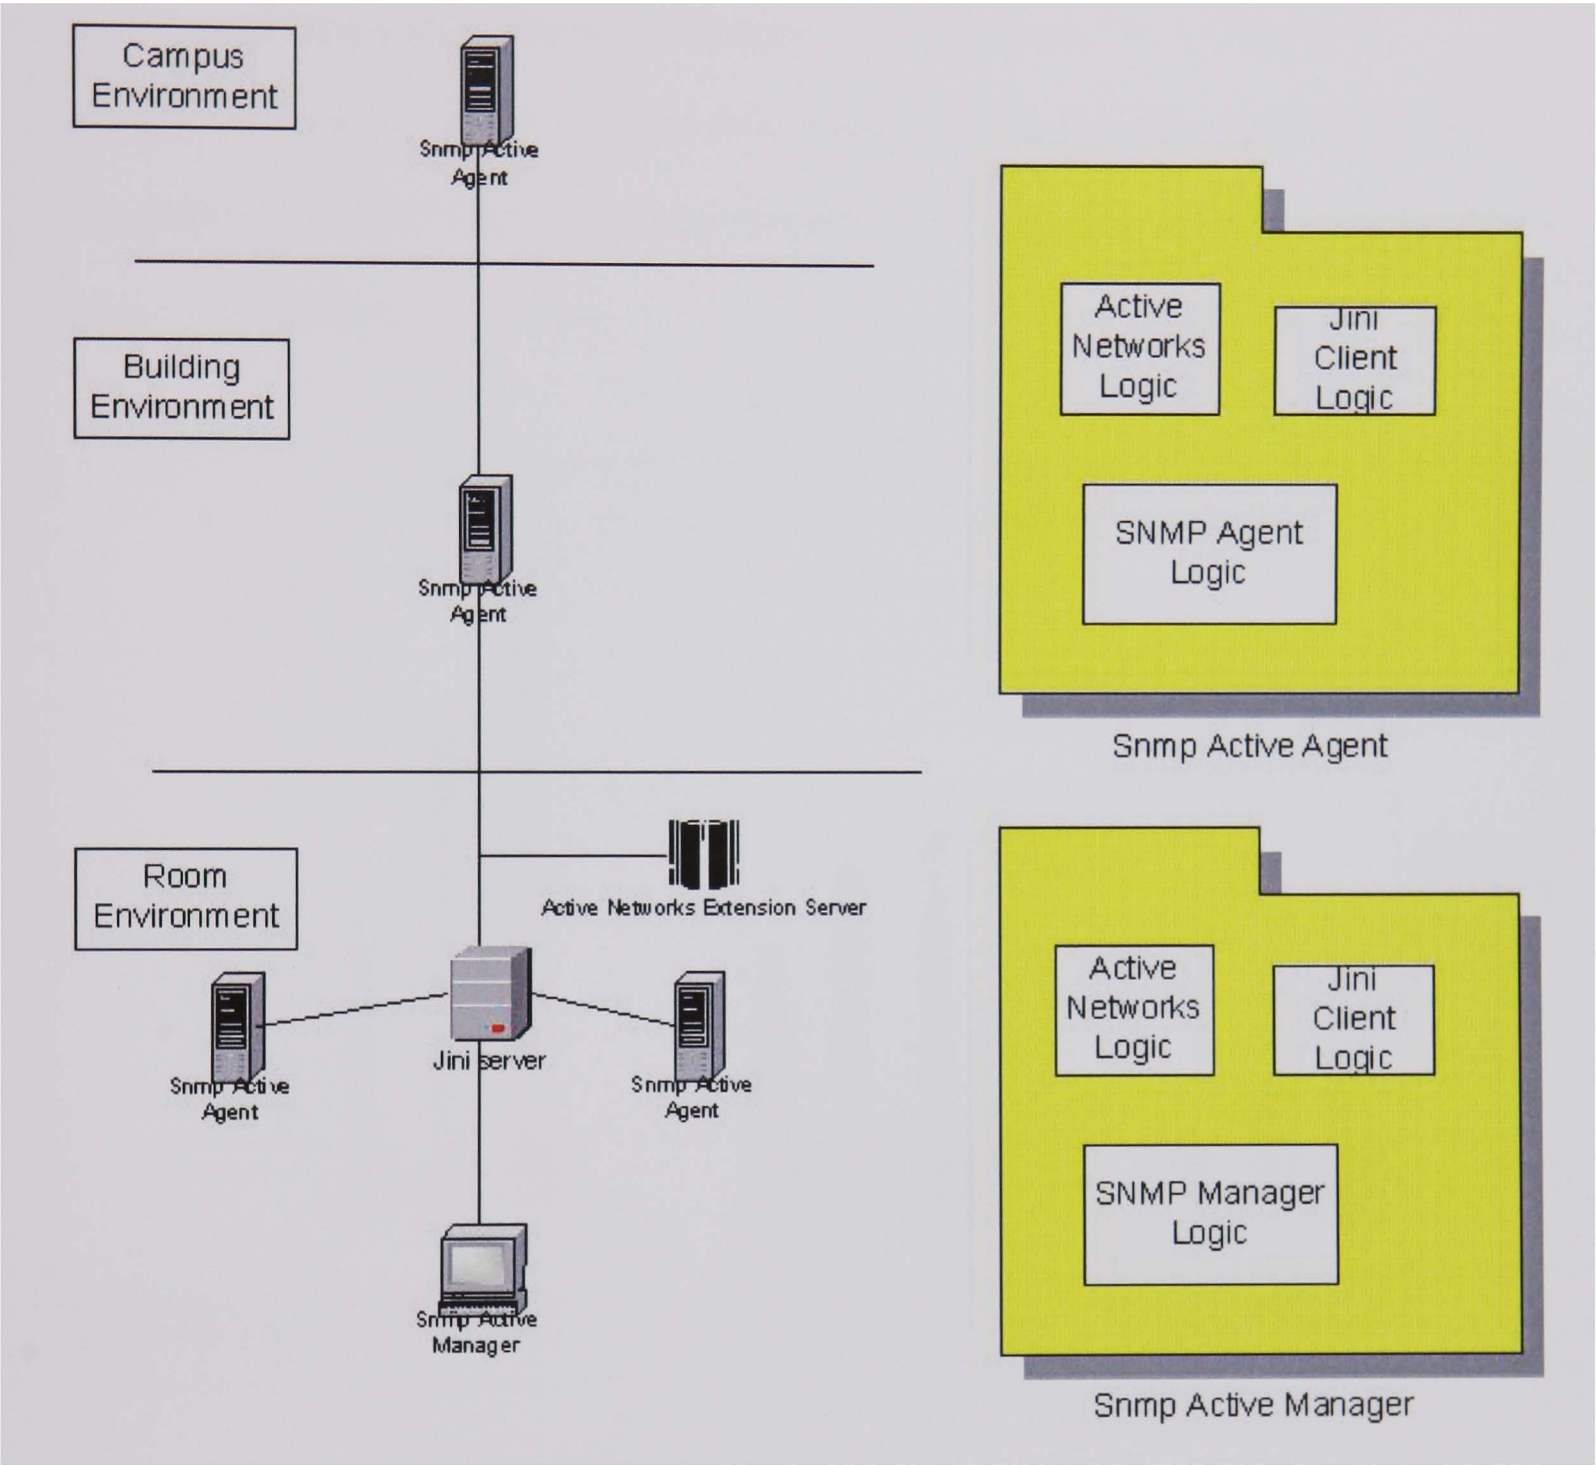 Campus
Environment
Snmp Active
Agent
Building
Environment
Snmp Active
Agent
Room
Environment
Active Networks Extension Server
Jini server
Snmp Active
Agent
Snmp Active
Agent
Snmp Active
Manager
Active
Networks
Logic
Jini
Client
Logic
SNMP Agent
Logic
Snmp Active Agent
Active
Networks
Logic
Jini
Client
Logic
SNMP Manager
Logic
Snmp Active Manager